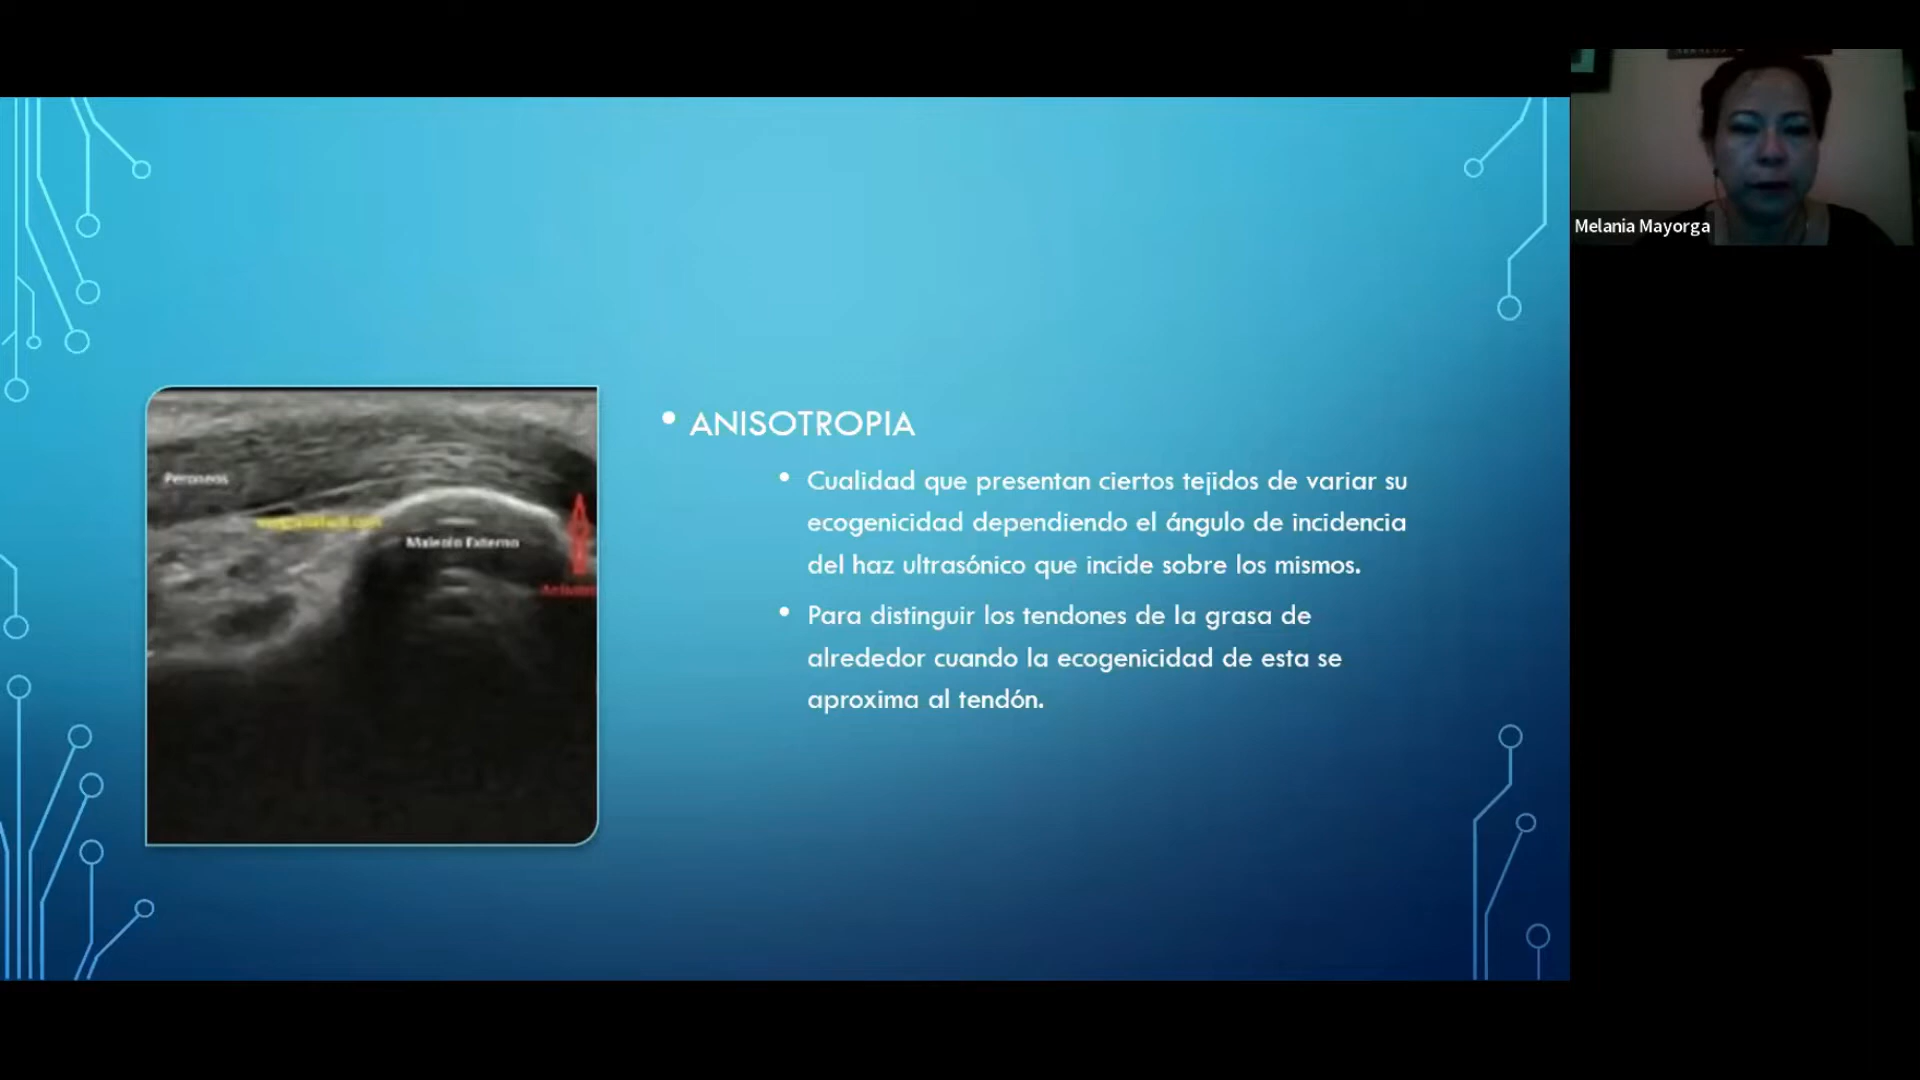 Melania Mayorga
• ANISOTROPIA
• Cualidad que presentan ciertos tejidos de variar su
ecogenicidad dependiendo el ángulo de incidencia
del haz ultrasónico que incide sobre los mismos.
• Para distinguir los tendones de la grasa de
alrededor cuando la ecogenicidad de esta se
aproxima al tendón.
Peroneos
Maleolo Externo